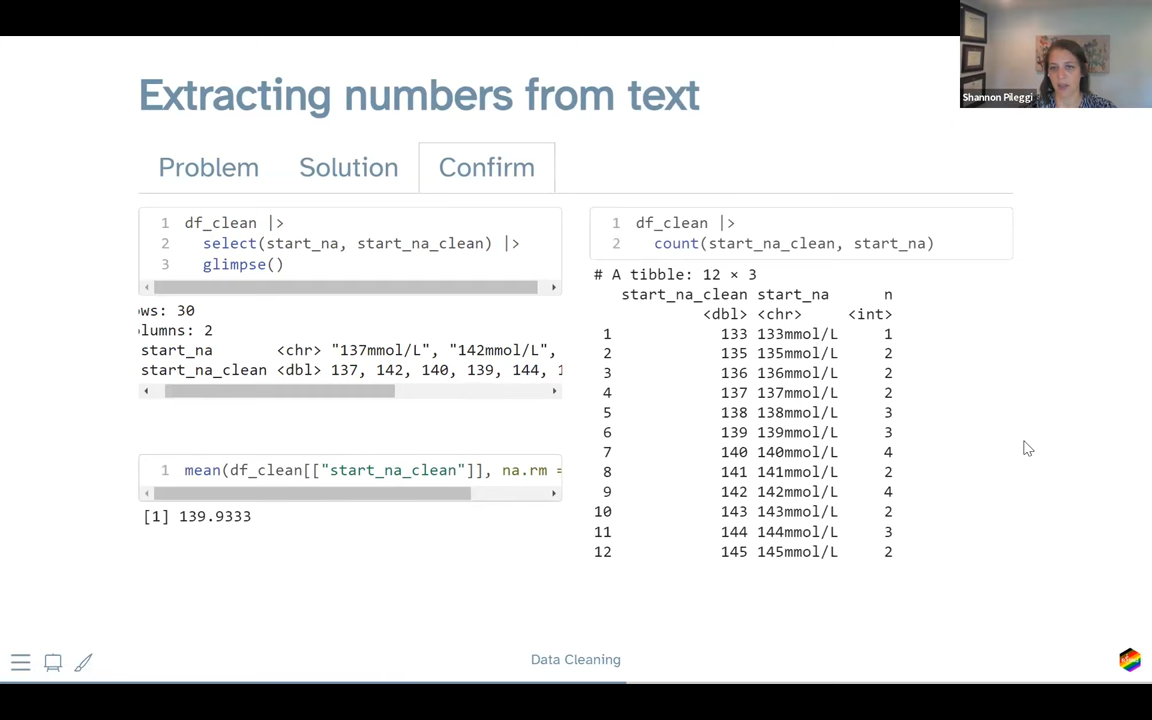 Shannon Pileggi
Extracting numbers from text
Problem Solution Confirm
1 df_clean |>
2 select(start_na, start_na_clean) |>
3 glimpse()
ows: 30
olumns: 2
start_na <chr> "137mmol/L", "142mmol/L",
start_na_clean <dbl> 137, 142, 140, 139, 144, 1
1 mean(df_clean[["start_na_clean"]], na.rm =
[1] 139.9333
1 df_clean |>
2 count(start_na_clean, start_na)
# A tibble: 12 × 3
start_na_clean start_na n
<dbl> <chr> <int>
1 133 133mmol/L 1
2 135 135mmol/L 2
3 136 136mmol/L 2
4 137 137mmol/L 2
5 138 138mmol/L 3
6 139 139mmol/L 3
7 140 140mmol/L 4
8 141 141mmol/L 2
9 142 142mmol/L 4
10 143 143mmol/L 2
11 144 144mmol/L 3
12 145 145mmol/L 2
Data Cleaning